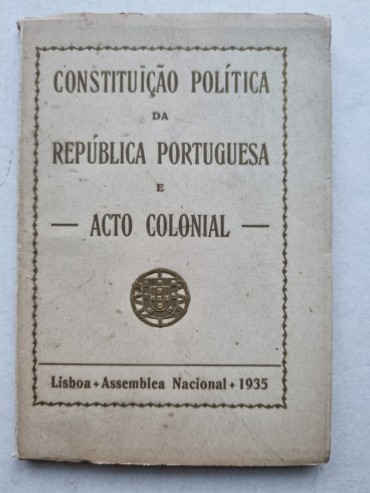 CONSTITUIÇÃO POLÍTICA
DA
REPÚBLICA PORTUGUESA
E
— ACTO COLONIAL —
Lisboa • Assemblea Nacional • 1935